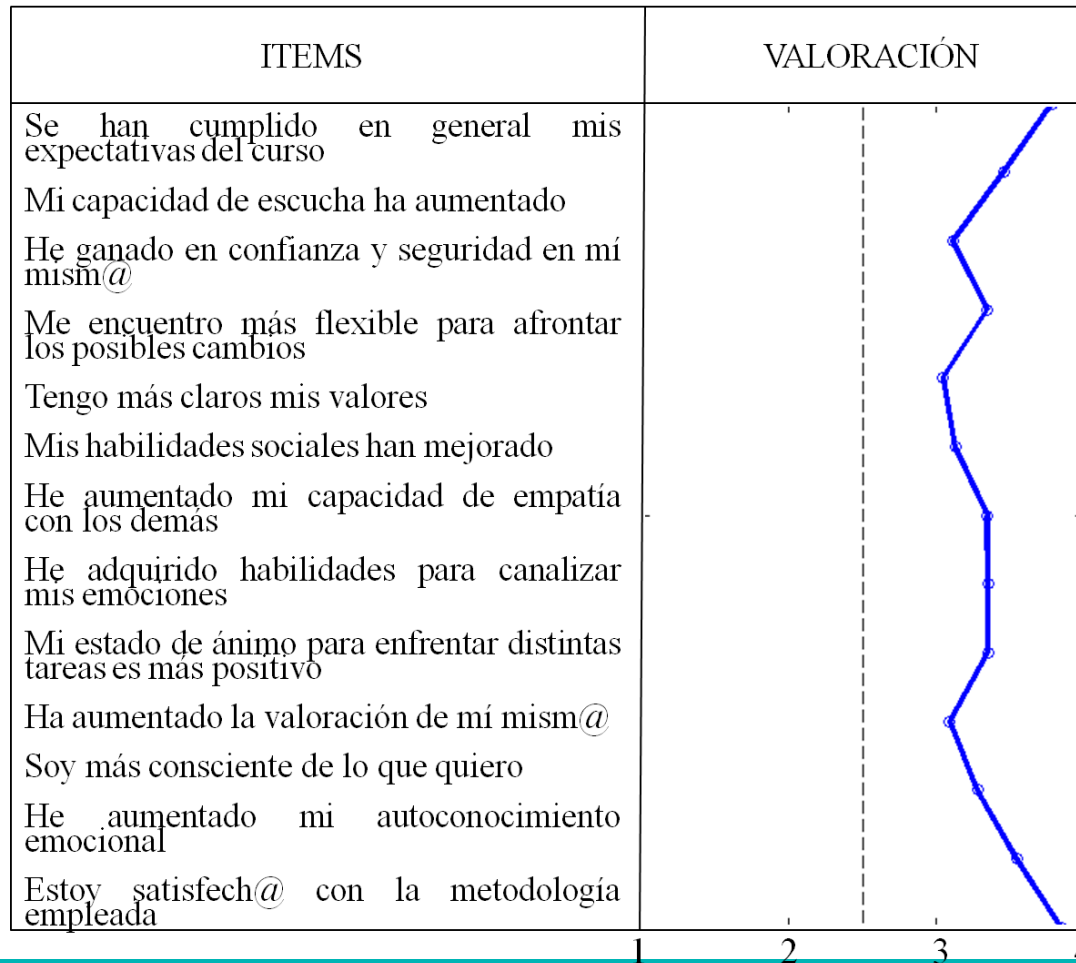 ITEMS
VALORACIÓN
Se han cumplido en general mis
expectativas del curso
Mi capacidad de escucha ha aumentado
He ganado en confianza y seguridad en mí
mism@
Me encuentro más flexible para afrontar
los posibles cambios
Tengo más claros mis valores
Mis habilidades sociales han mejorado
He aumentado mi capacidad de empatía
con los demás
He adquirido habilidades para canalizar
mis emociones
Mi estado de ánimo para enfrentar distintas
tareas es más positivo
Ha aumentado la valoración de mí mism@
Soy más consciente de lo que quiero
He aumentado mi autoconocimiento
emocional
Estoy satisfech@ con la metodología
empleada
1 2 3 4